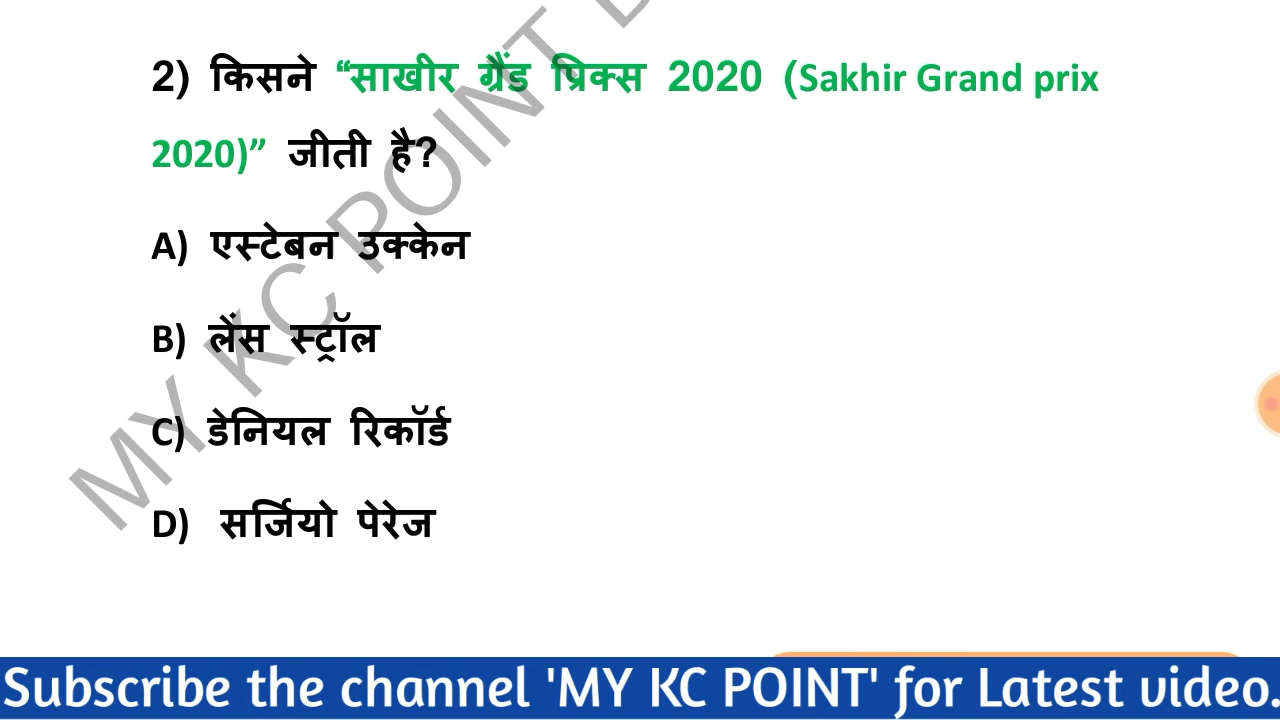 2) किसने “साखीर ग्रैंड प्रिक्स 2020 (Sakhir Grand prix
2020)” जीती है?
A) एस्टेबन उक्केन
B) लेंस स्ट्रॉल
C) डेनियल रिकॉर्ड
D) सर्जियो पेरेज
MY KC POINT
Subscribe the channel 'MY KC POINT' for Latest video.